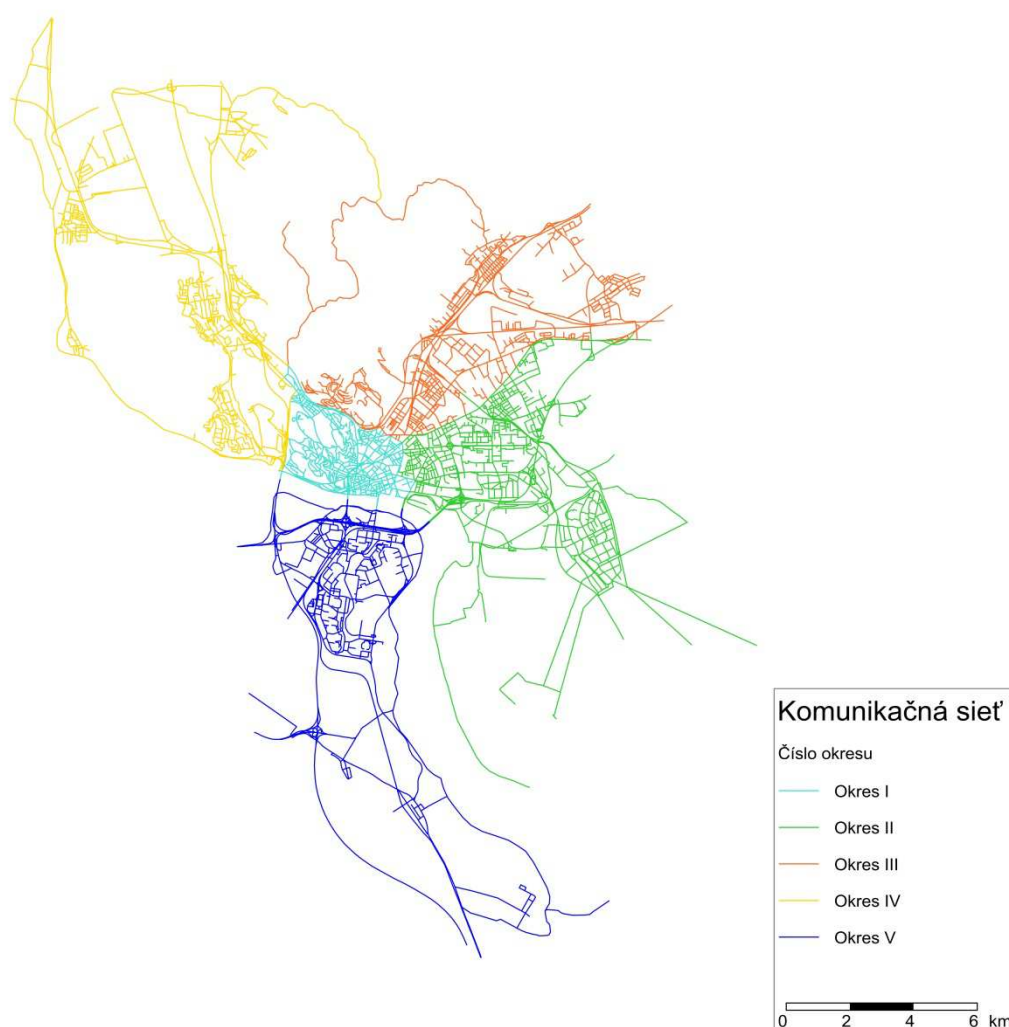 Komunikačná sieť
Číslo okresu
Okres I
Okres II
Okres III
Okres IV
Okres V
0 2 4 6 km